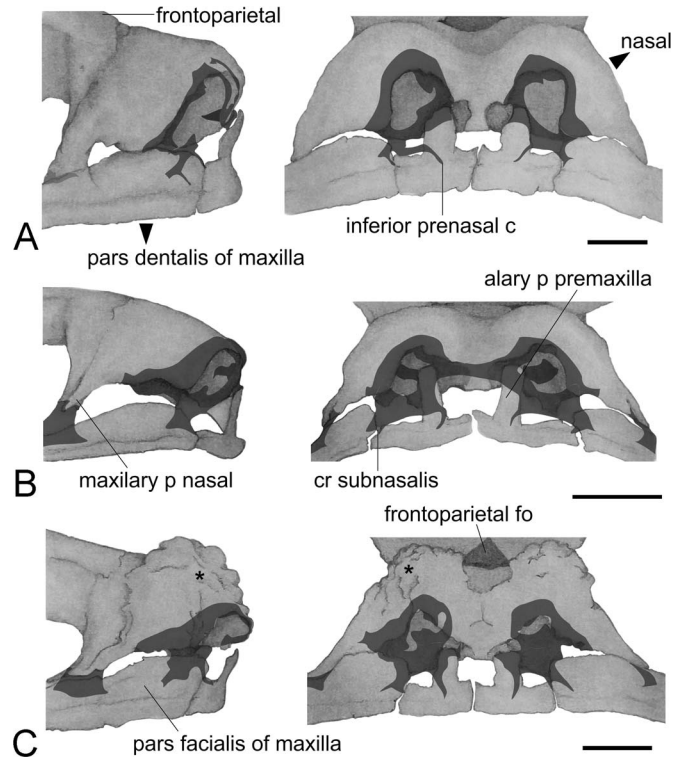 A
frontoparietal
nasal
inferior prenasal c
pars dentalis of maxilla
B
alary p premaxilla
maxilary p nasal
cr subnasalis
C
frontoparietal fo
*
*
pars facialis of maxilla